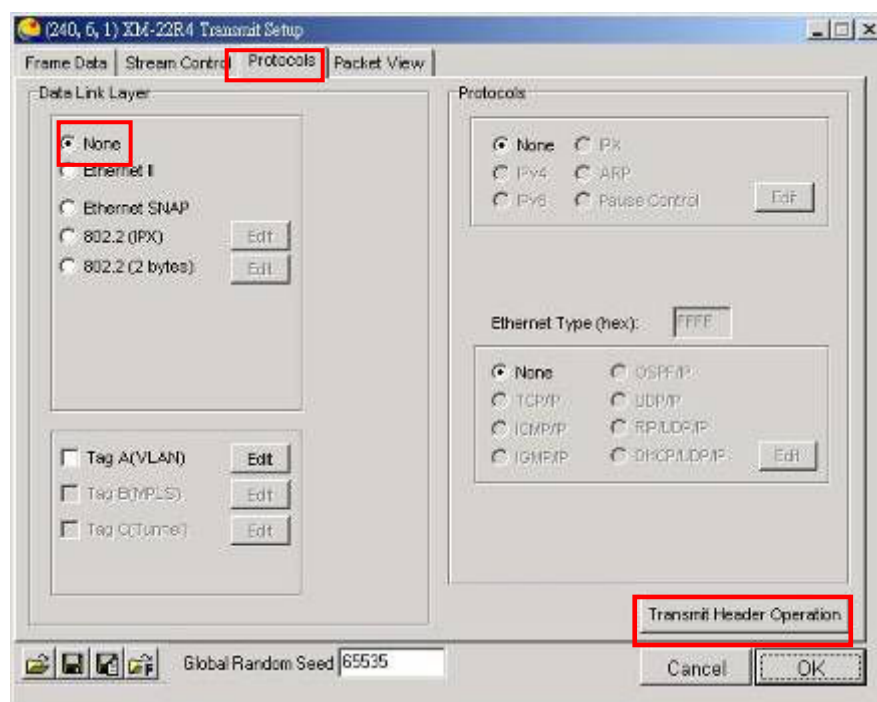 (240, 6, 1) XM-22R4 Transmit Setup
Frame Data Stream Control Protocols Packet View
Data Link Layer
None
Ethernet II
Ethernet SNAP
802.2 (IPX) Edit
802.2 (2 bytes) Edit
Tag A(VLAN) Edit
Tag B(MPLS) Edit
Tag C(Tunnel) Edit
Protocols
None IPX
IPv4 ARP
IPv6 Pause Control Edit
Ethernet Type (hex): FFFF
None OSPF/IP
TCP/IP UDP/IP
ICMP/IP RIP/UDP/IP
IGMP/IP DHCP/UDP/IP Edit
Transmit Header Operation
Global Random Seed 65535
Cancel OK